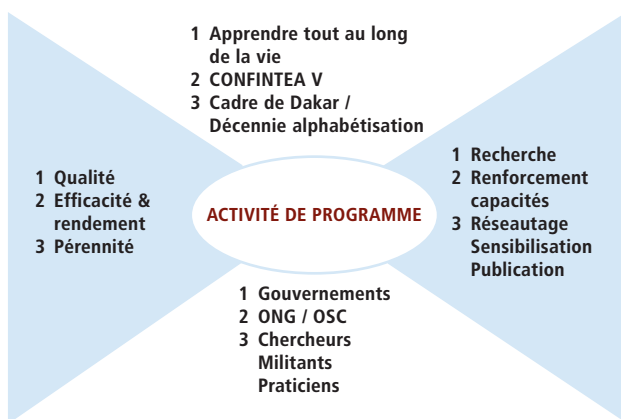 1 Apprendre tout au long
de la vie
2 CONFINTEA V
3 Cadre de Dakar /
Décennie alphabétisation
1 Qualité
2 Efficacité &
rendement
3 Pérennité
ACTIVITÉ DE PROGRAMME
1 Recherche
2 Renforcement
capacités
3 Réseautage
Sensibilisation
Publication
1 Gouvernements
2 ONG / OSC
3 Chercheurs
Militants
Praticiens